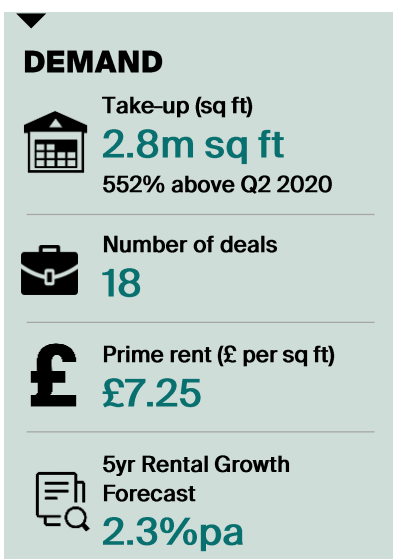 DEMAND
Take-up (sq ft)
2.8m sq ft
552% above Q2 2020
Number of deals
18
Prime rent (£ per sq ft)
£7.25
5yr Rental Growth
Forecast
2.3%pa